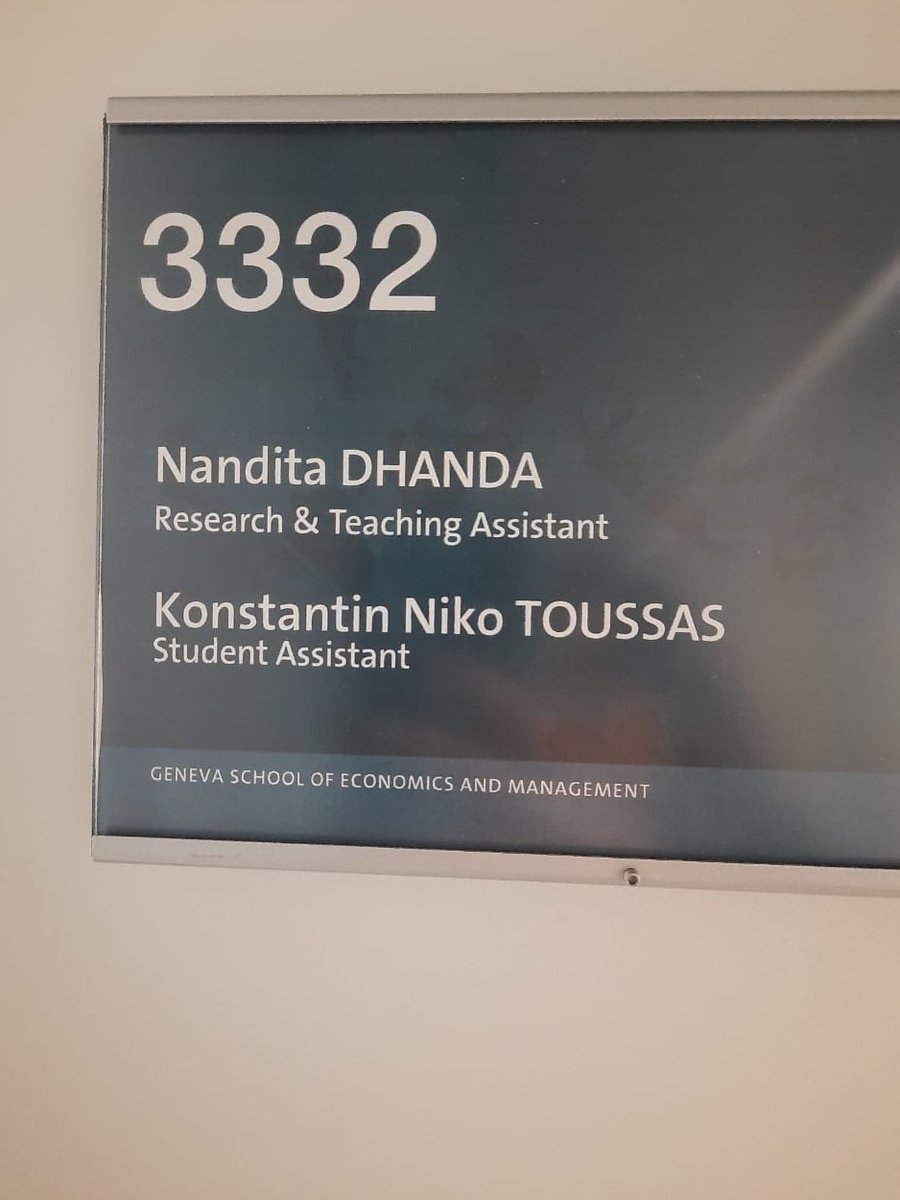 3332
Nandita DHANDA
Research & Teaching Assistant
Konstantin Niko TOUSSAS
Student Assistant
GENEVA SCHOOL OF ECONOMICS AND MANAGEMENT